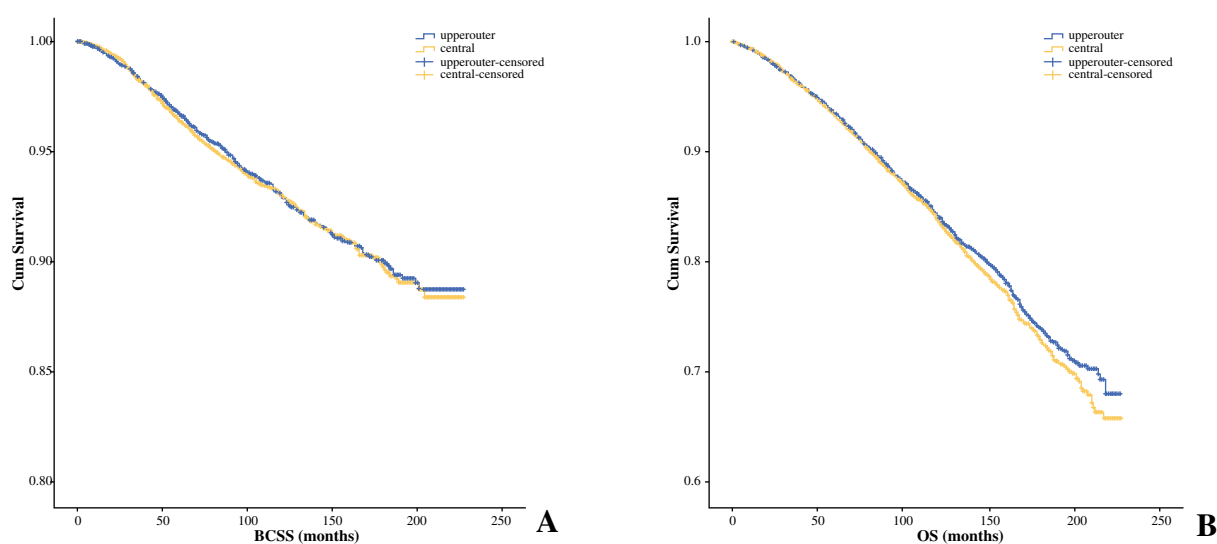 1.00
0.95
0.90
0.85
0.80
Cum Survival
0
50
100
150
200
250
BCSS (months)
upperouter
central
upperouter-censored
central-censored
A
1.0
0.9
0.8
0.7
0.6
Cum Survival
0
50
100
150
200
250
OS (months)
upperouter
central
upperouter-censored
central-censored
B